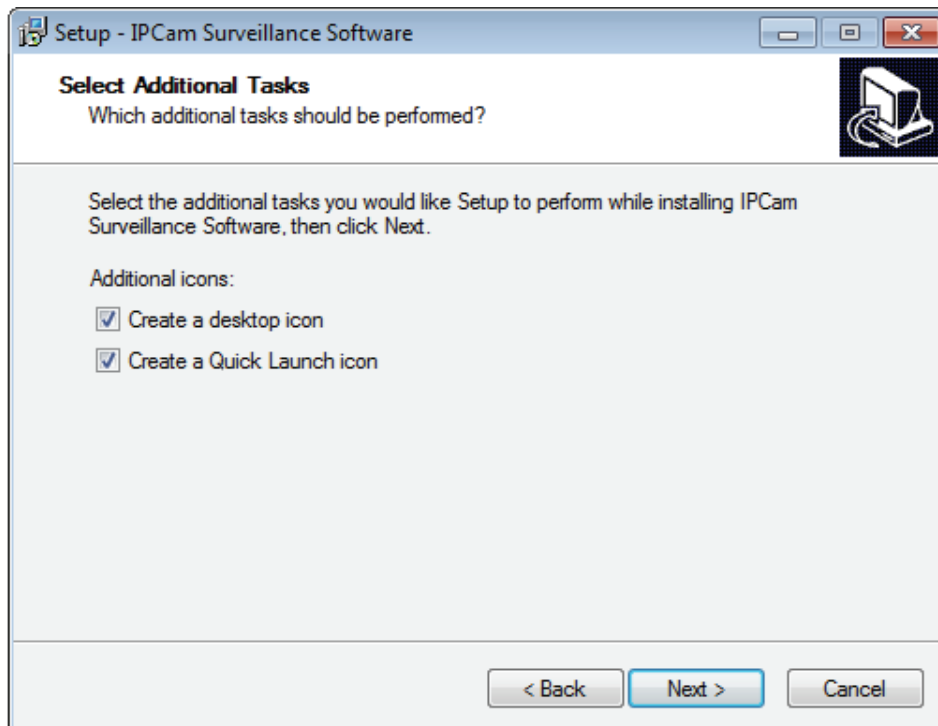 Setup - IPCam Surveillance Software
Select Additional Tasks
Which additional tasks should be performed?
Select the additional tasks you would like Setup to perform while installing IPCam
Surveillance Software, then click Next.
Additional icons:
Create a desktop icon
Create a Quick Launch icon
< Back
Next >
Cancel